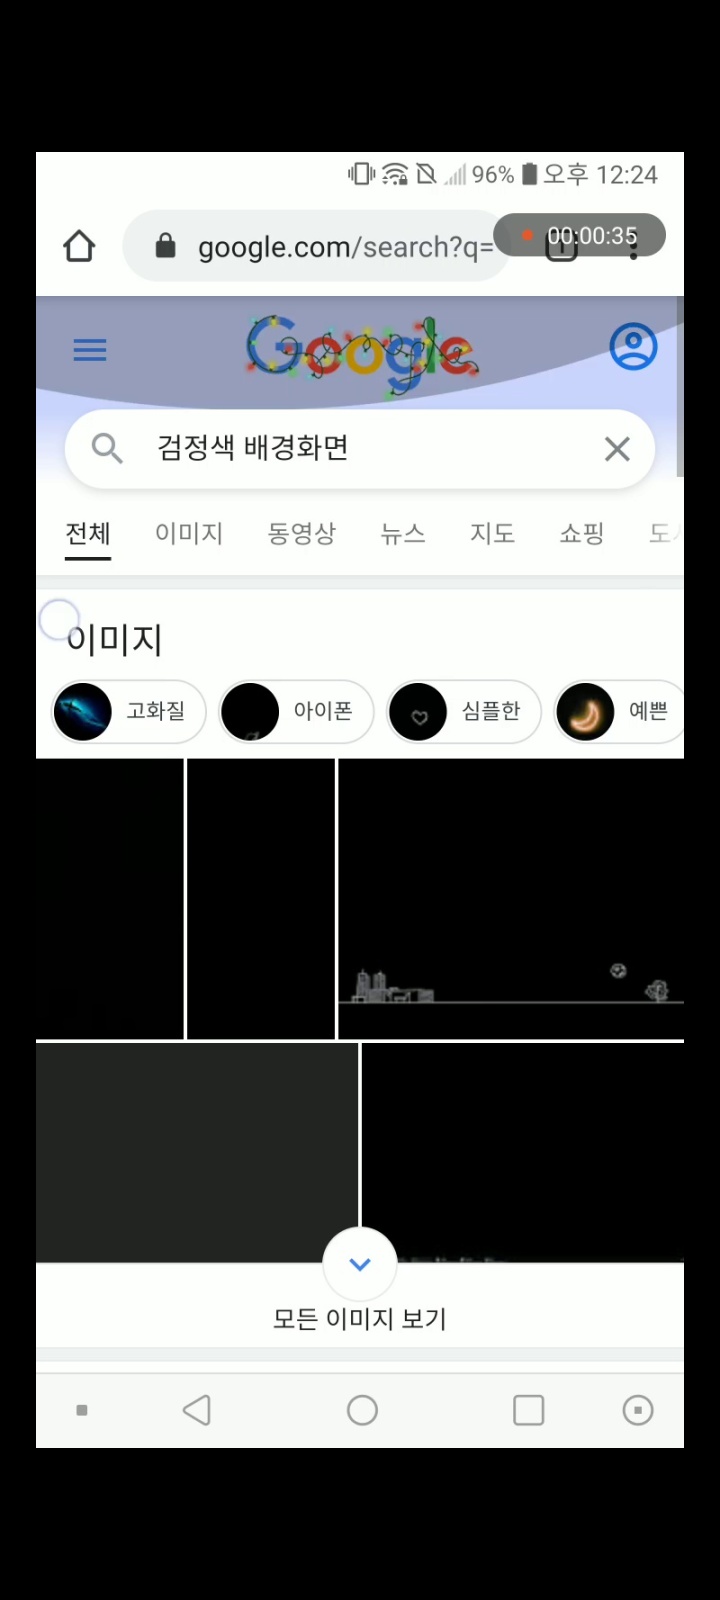 96% 오후 12:24
google.com/search?q=
00:00:35
Google
검정색 배경화면
전체 이미지 동영상 뉴스 지도 쇼핑
이미지
고화질 아이폰 심플한 예쁜
모든 이미지 보기